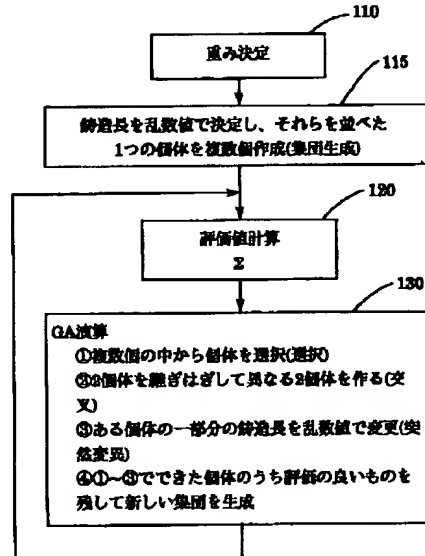 110
重み決定
115
鋳造長を乱数値で決定し、それらを並べた
1つの個体を複数個作成(集団生成)
120
評価値計算
Σ
130
GA演算
①複数個の中から個体を選択(選択)
②2個体を継ぎはぎして異なる2個体を作る(交
叉)
③ある個体の一部分の鋳造長を乱数値で変更(突
然変異)
④①~③でできた個体のうち評価の良いものを
残して新しい集団を生成